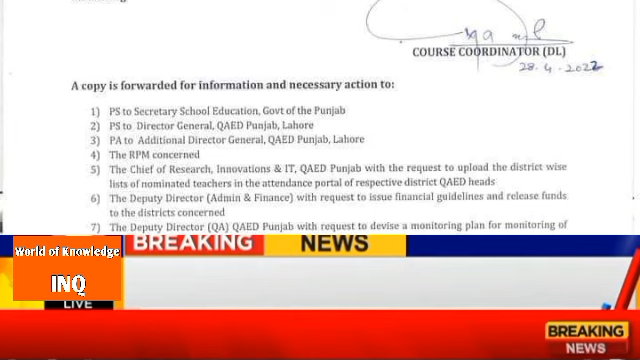 COURSE COORDINATOR (DL)
28-4-2022
A copy is forwarded for information and necessary action to:
1) PS to Secretary School Education, Govt of the Punjab
2) PS to Director General, QAED Punjab, Lahore
3) PA to Additional Director General, QAED Punjab, Lahore
4) The RPM concerned
5) The Chief of Research, Innovations & IT, QAED Punjab with the request to upload the district wise
lists of nominated teachers in the attendance portal of respective district QAED heads
6) The Deputy Director (Admin & Finance) with request to issue financial guidelines and release funds
to the districts concerned
7) The Deputy Director (QA) QAED Punjab with request to devise a monitoring plan for monitoring of
BREAKING NEWS
World of Knowledge
INQ
LIVE
BREAKING
NEWS